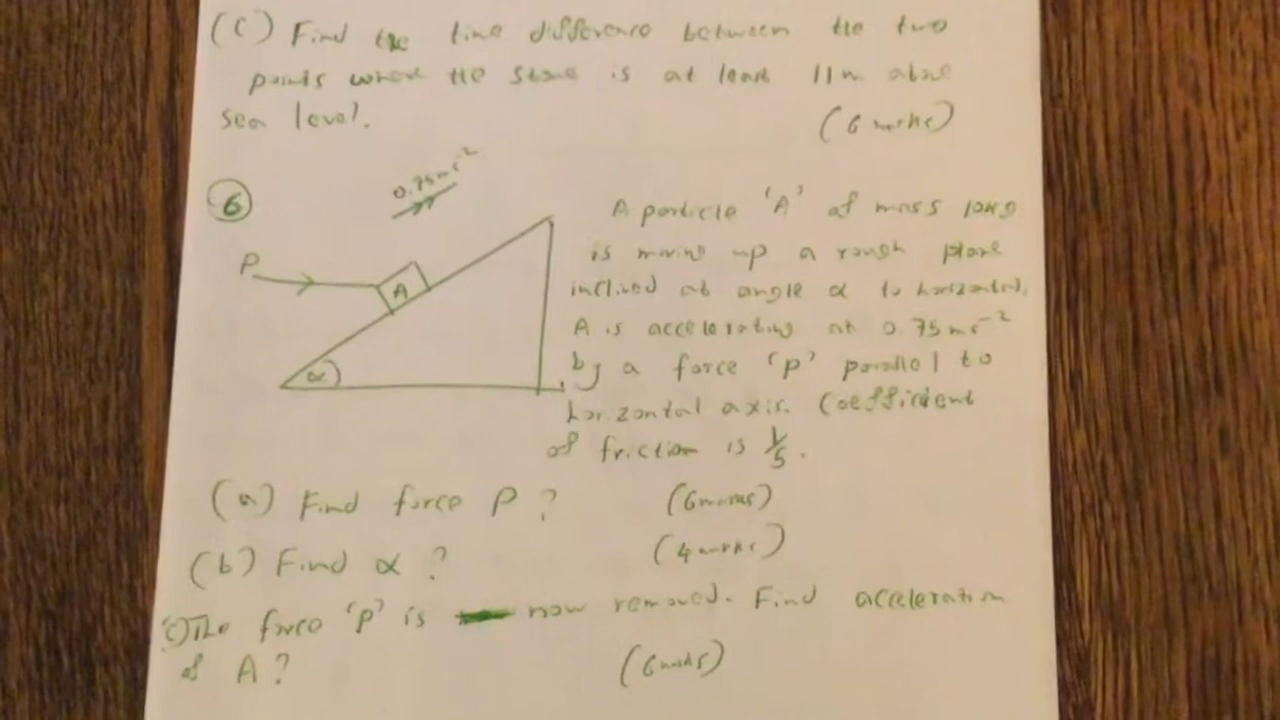 (C) Find the time difference between the two
points where the stone is at least 11m above
sea level.
(6 marks)
6
0.75ms⁻²
P
A
α
A particle 'A' of mass 10kg
is moving up a rough plane
inclined at angle α to horizontal.
A is accelerating at 0.75ms⁻²
by a force 'P' parallel to
horizontal axis. Coefficient
of friction is 1/5.
(a) Find force P? (6 marks)
(b) Find α? (4 marks)
c) The force 'P' is now removed. Find acceleration
of A? (6 marks)